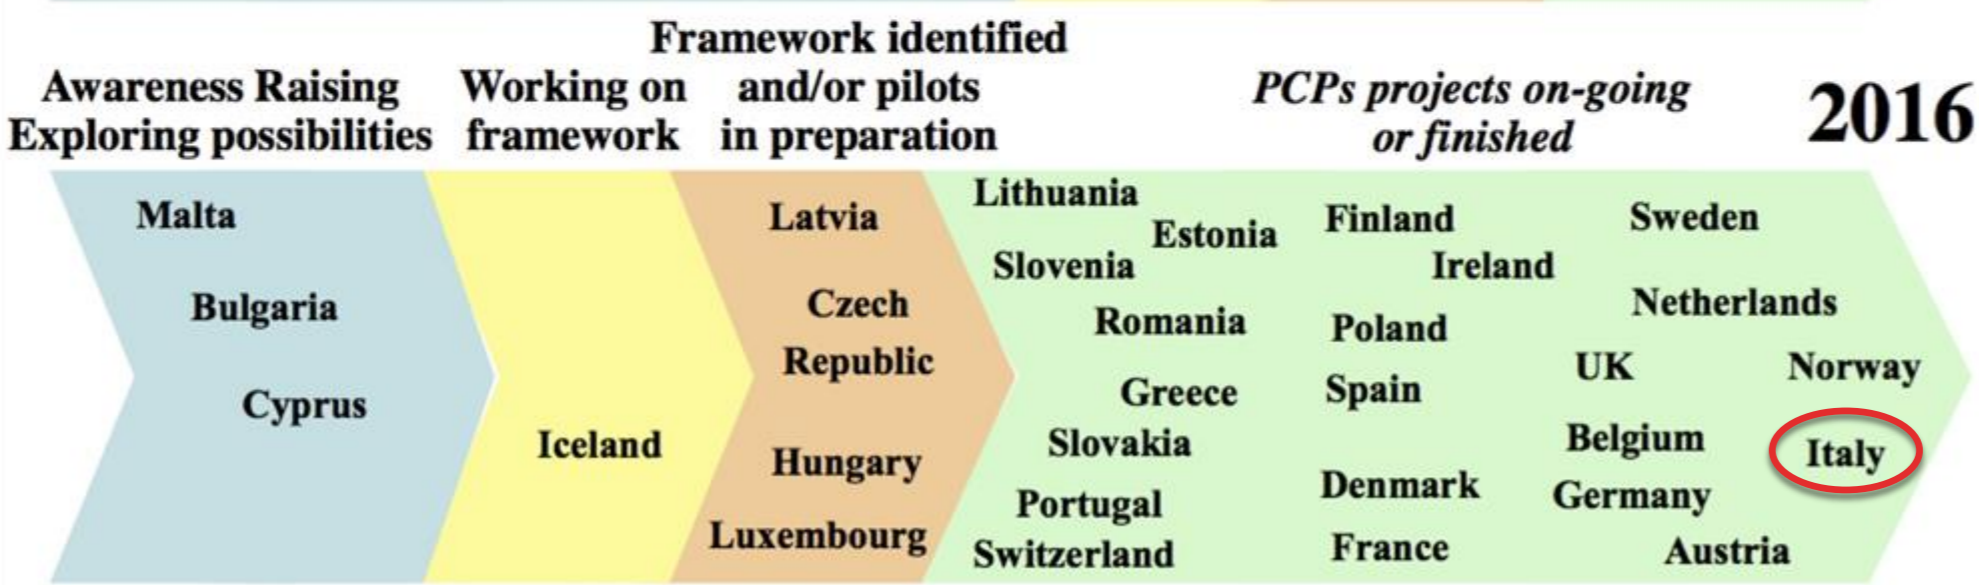 Awareness Raising
Exploring possibilities
Working on
framework
Framework identified
and/or pilots
in preparation
PCPs projects on-going
or finished
2016
Malta
Bulgaria
Cyprus
Iceland
Latvia
Czech
Republic
Hungary
Luxembourg
Lithuania
Estonia
Slovenia
Romania
Greece
Slovakia
Portugal
Switzerland
Finland
Ireland
Poland
Spain
Denmark
France
Sweden
Netherlands
UK
Norway
Belgium
Italy
Germany
Austria